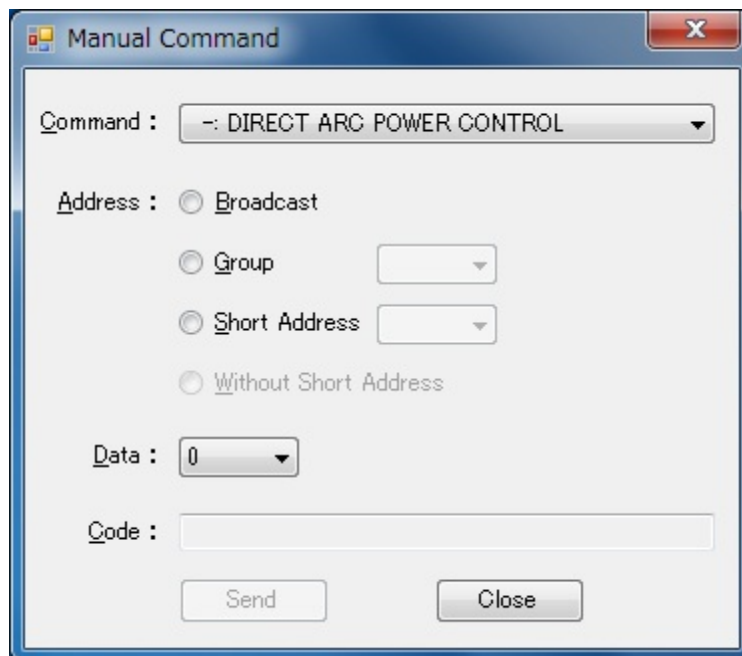 Manual Command
Command : -: DIRECT ARC POWER CONTROL
Address : Broadcast
Group
Short Address
Without Short Address
Data : 0
Code :
Send Close